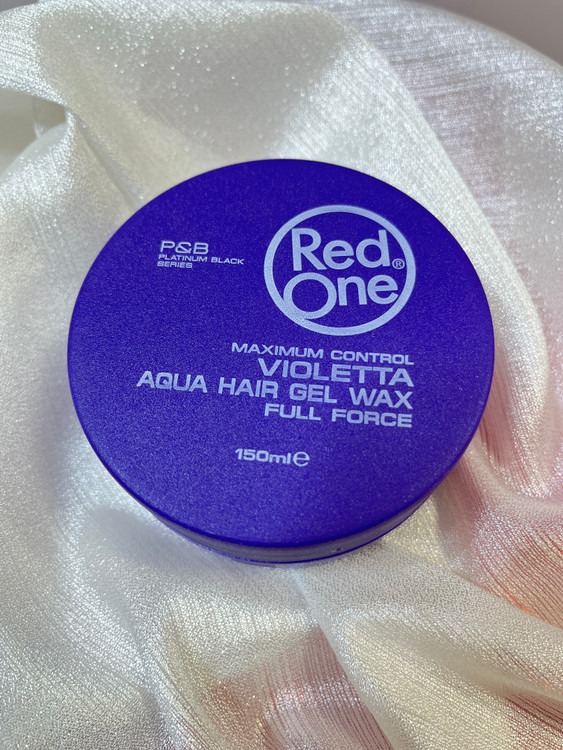 P&B
PLATINUM BLACK
SERIES
Red®
One
MAXIMUM CONTROL
VIOLETTA
AQUA HAIR GEL WAX
FULL FORCE
150ml℮